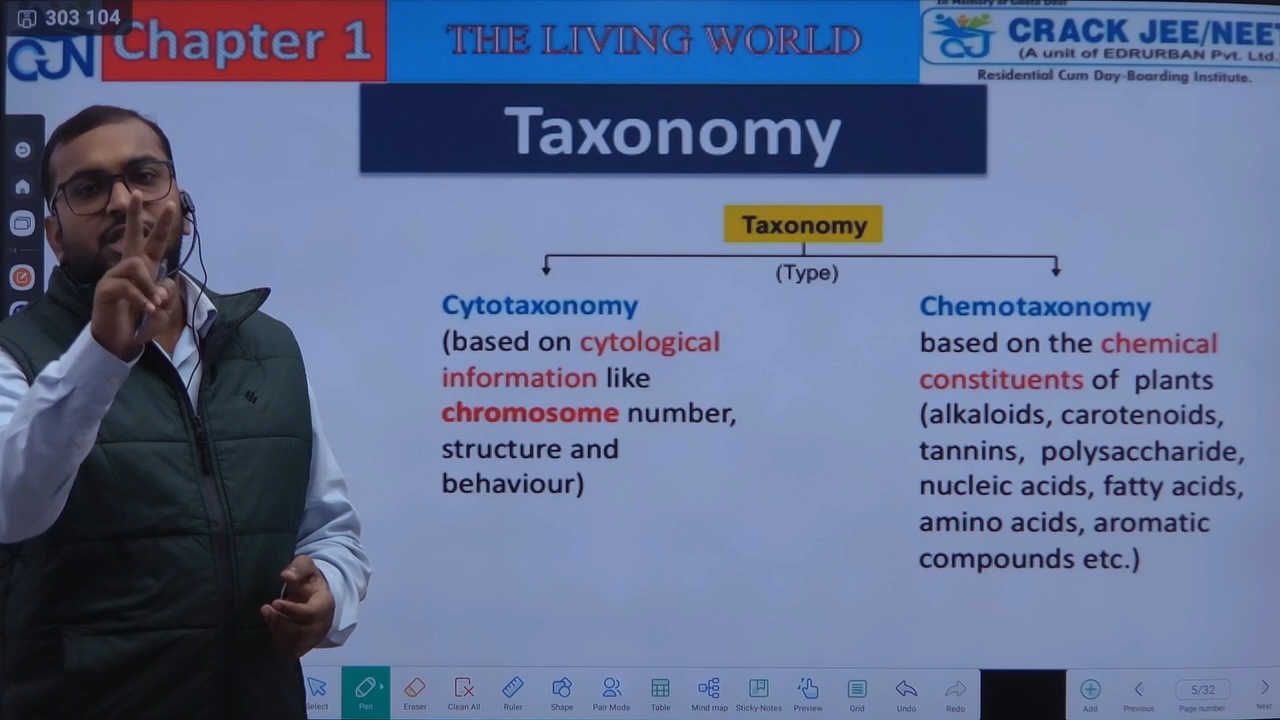 303 104
GJN
Chapter 1
THE LIVING WORLD
CRACK JEE/NEET
(A unit of EDRURBAN Pvt. Ltd.
Residential Cum Day-Boarding Institute.
Taxonomy
Taxonomy
(Type)
Cytotaxonomy
(based on cytological
information like
chromosome number,
structure and
behaviour)
Chemotaxonomy
based on the chemical
constituents of plants
(alkaloids, carotenoids,
tannins, polysaccharide,
nucleic acids, fatty acids,
amino acids, aromatic
compounds etc.)
Select
Pen
Eraser
Clean All
Ruler
Shape
Pair Mode
Table
Mind map
Sticky-Notes
Preview
Grid
Undo
Redo
Add
Previous
5/32
Page number
Next